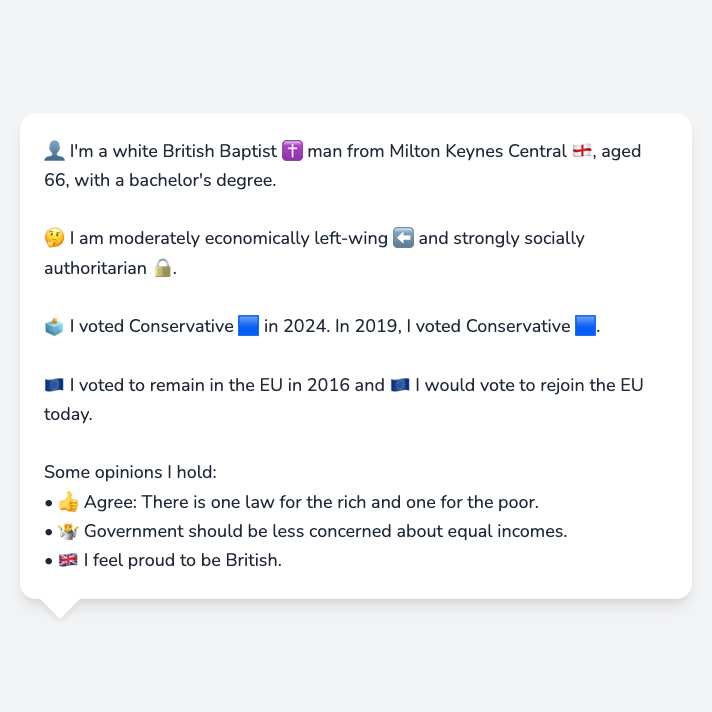 👤 I'm a white British Baptist ✝️ man from Milton Keynes Central 🏴󠁧󠁢󠁥󠁮󠁧󠁿, aged
66, with a bachelor's degree.
🤔 I am moderately economically left-wing ⬅️ and strongly socially
authoritarian 🔒.
🗳️ I voted Conservative 🟦 in 2024. In 2019, I voted Conservative 🟦.
🇪🇺 I voted to remain in the EU in 2016 and 🇪🇺 I would vote to rejoin the EU
today.
Some opinions I hold:
• 👍 Agree: There is one law for the rich and one for the poor.
• 🤷 Government should be less concerned about equal incomes.
• 🇬🇧 I feel proud to be British.